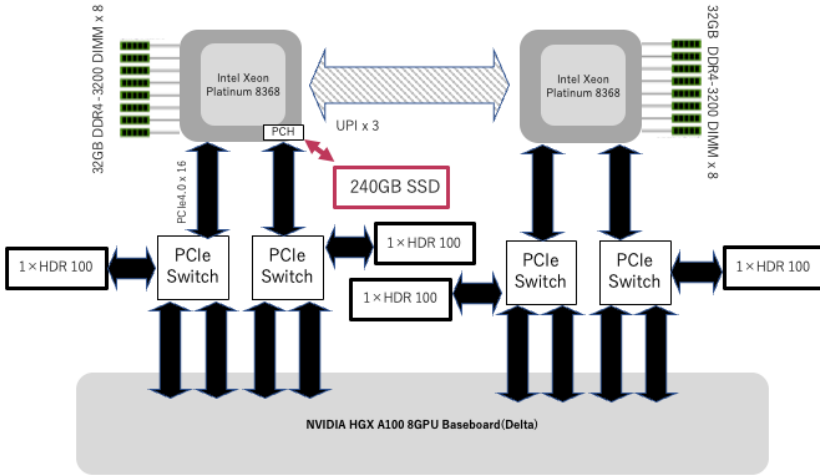 32GB DDR4-3200 DIMM x 8
Intel Xeon
Platinum 8368
PCH
UPI x 3
Intel Xeon
Platinum 8368
32GB DDR4-3200 DIMM x 8
PCIe4.0 x 16
240GB SSD
1×HDR 100
PCIe
Switch
PCIe
Switch
1×HDR 100
1×HDR 100
PCIe
Switch
PCIe
Switch
1×HDR 100
NVIDIA HGX A100 8GPU Baseboard(Delta)